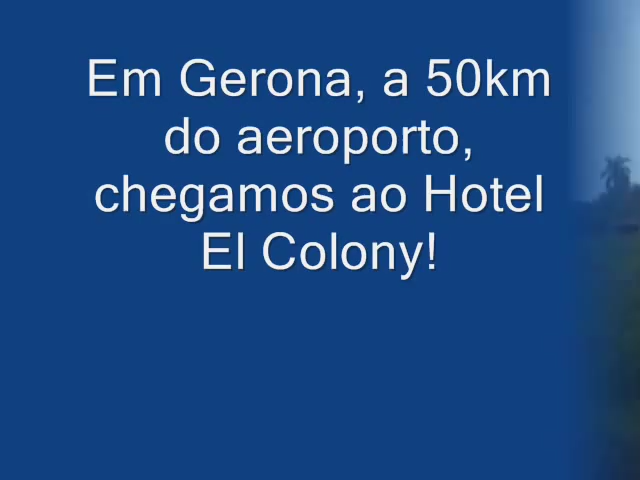 Em Gerona, a 50km
do aeroporto,
chegamos ao Hotel
El Colony!